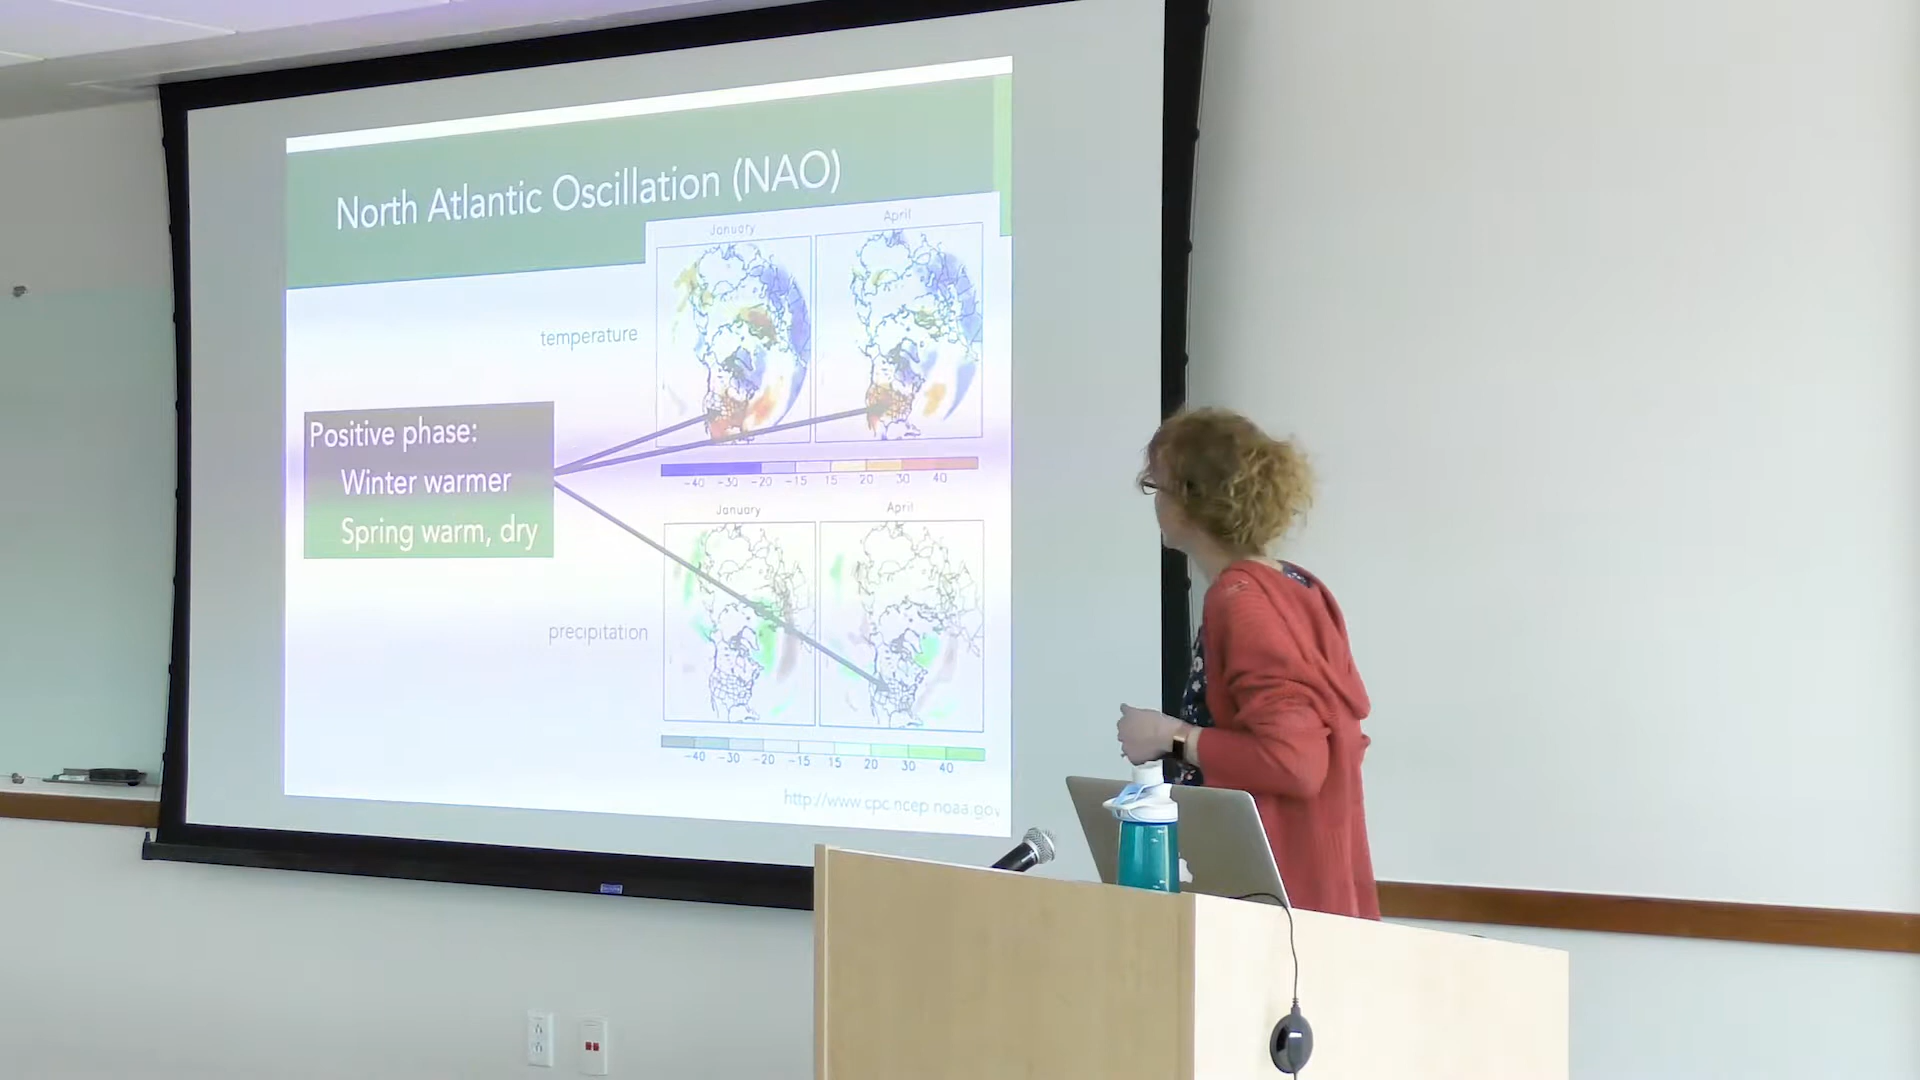 North Atlantic Oscillation (NAO)
January April
temperature
Positive phase:
Winter warmer
Spring warm, dry
-40 -30 -20 -15 15 20 30 40
January April
precipitation
-40 -30 -20 -15 15 20 30 40
http://www.cpc.ncep.noaa.gov